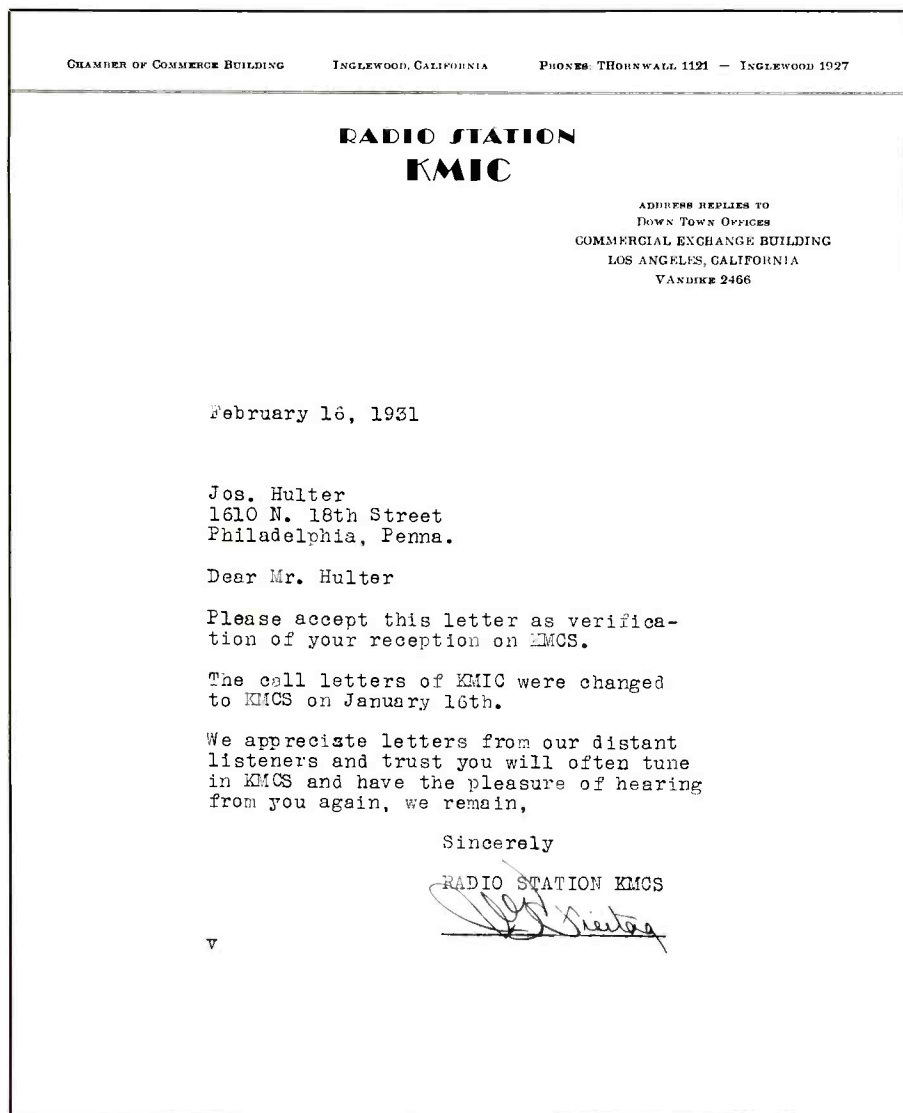 CHAMBER OF COMMERCE BUILDING INGLEWOOD, CALIFORNIA PHONES: THORNWALL 1121 — INGLEWOOD 1927
RADIO STATION
KMIC
ADDRESS REPLIES TO
DOWN TOWN OFFICES
COMMERCIAL EXCHANGE BUILDING
LOS ANGELES, CALIFORNIA
VANDIKE 2466
February 16, 1931
Jos. Hulter
1610 N. 18th Street
Philadelphia, Penna.
Dear Mr. Hulter
Please accept this letter as verifica-
tion of your reception on KMCS.
The call letters of KMIC were changed
to KMCS on January 16th.
We appreciate letters from our distant
listeners and trust you will often tune
in KMCS and have the pleasure of hearing
from you again, we remain,
Sincerely
RADIO STATION KMCS
Freitag
V